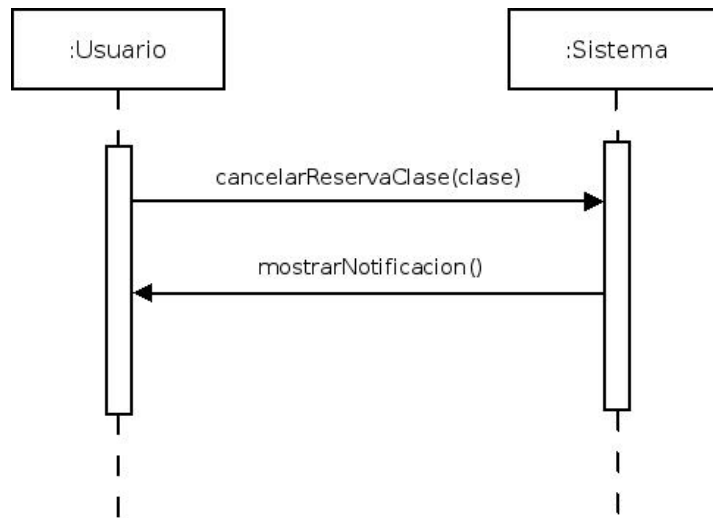 :Usuario
:Sistema
cancelarReservaClase(clase)
mostrarNotificacion()